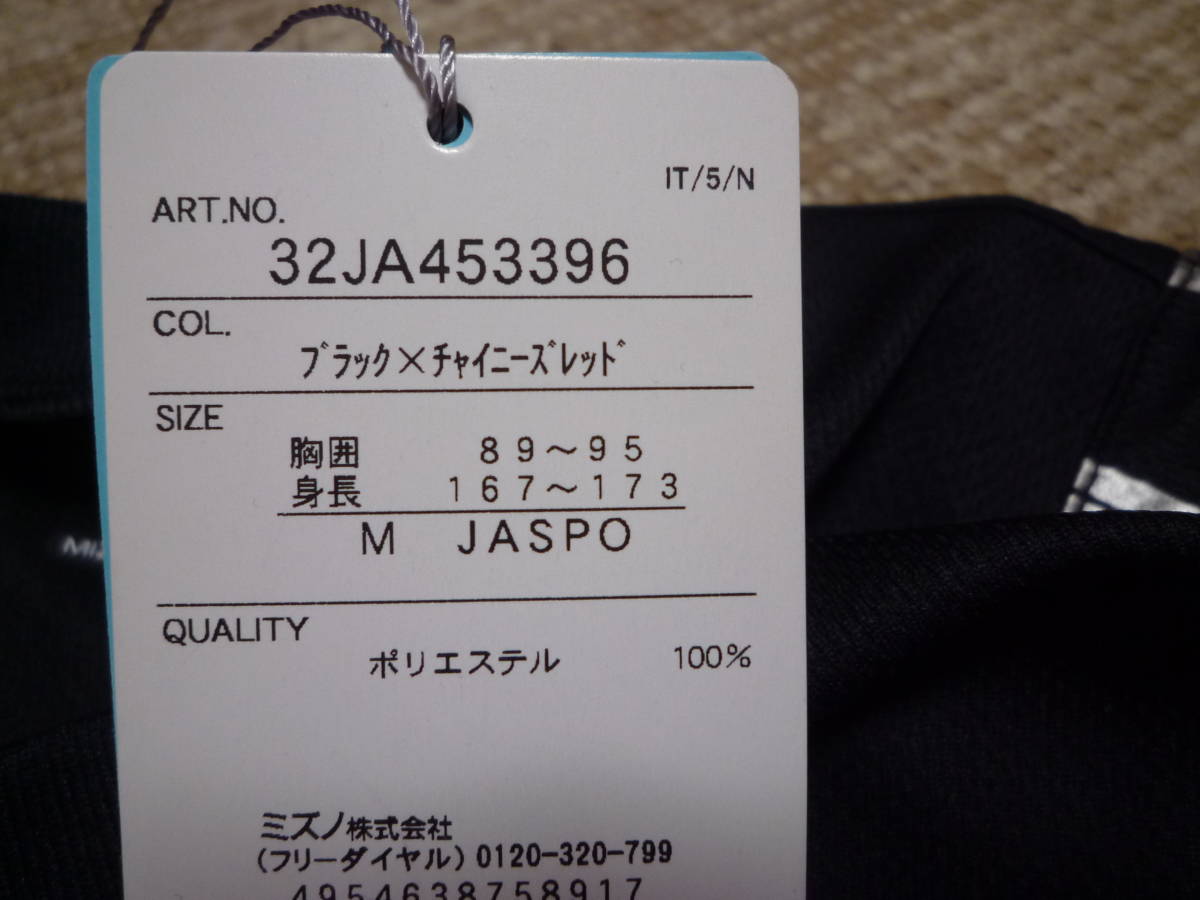 IT/5/N
ART.NO.
32JA453396
COL.
ブラック×チャイニーズレッド
SIZE
胸囲 89~95
身長 167~173
M JASPO
QUALITY
ポリエステル 100%
ミズノ株式会社
(フリーダイヤル) 0120-320-799
4954638758917